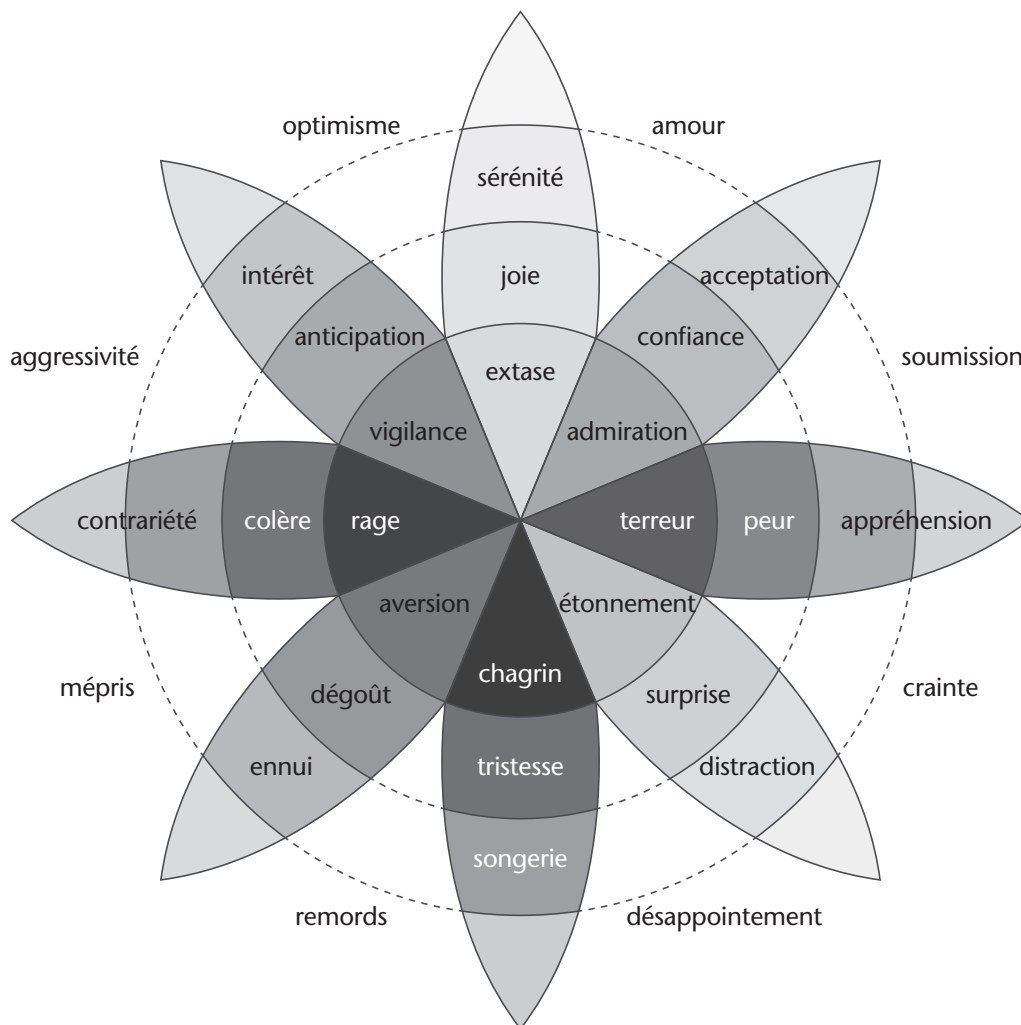 optimisme
amour
sérénité
intérêt
joie
acceptation
anticipation
confiance
aggressivité
soumission
extase
vigilance
admiration
contrariété
colère
rage
terreur
peur
appréhension
aversion
étonnement
chagrin
mépris
dégoût
surprise
crainte
ennui
tristesse
distraction
songerie
remords
désappointement